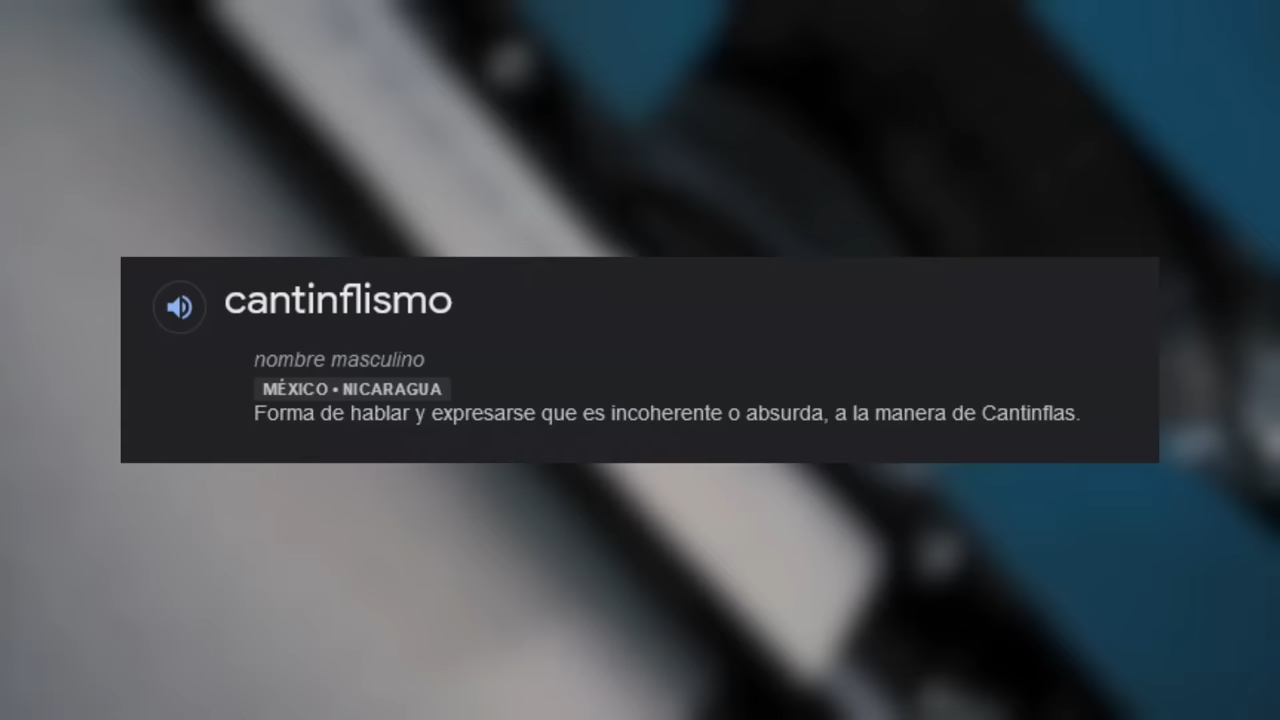 cantinflismo
nombre masculino
MÉXICO • NICARAGUA
Forma de hablar y expresarse que es incoherente o absurda, a la manera de Cantinflas.